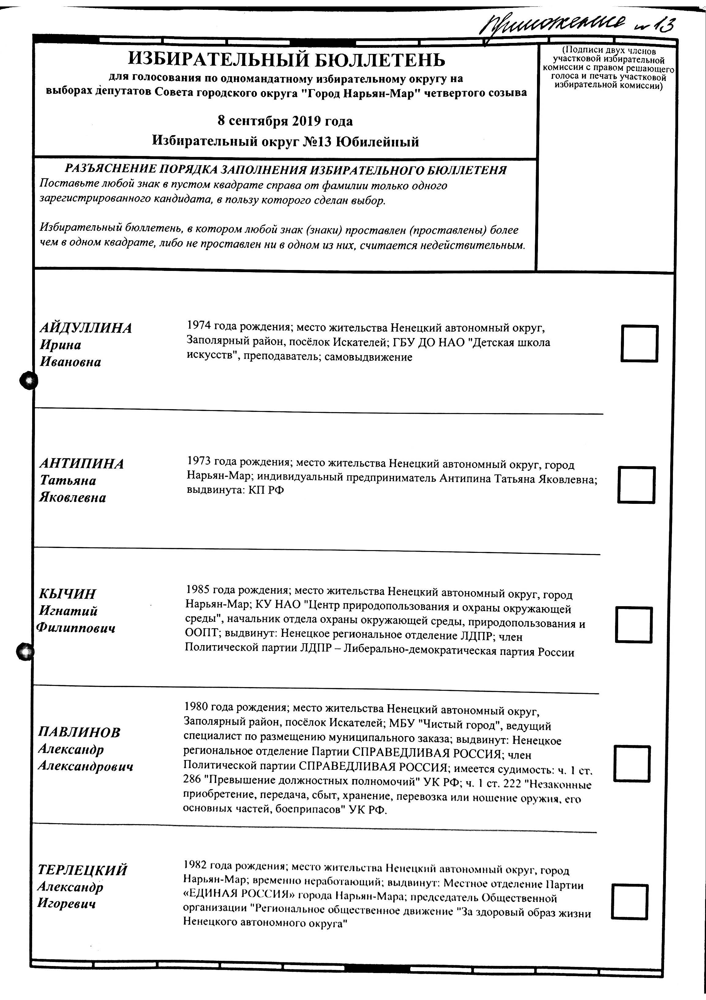 Приложение №13
ИЗБИРАТЕЛЬНЫЙ БЮЛЛЕТЕНЬ
для голосования по одномандатному избирательному округу на
выборах депутатов Совета городского округа "Город Нарьян-Мар" четвертого созыва
8 сентября 2019 года
Избирательный округ №13 Юбилейный
(Подписи двух членов
участковой избирательной
комиссии с правом решающего
голоса и печать участковой
избирательной комиссии)
РАЗЪЯСНЕНИЕ ПОРЯДКА ЗАПОЛНЕНИЯ ИЗБИРАТЕЛЬНОГО БЮЛЛЕТЕНЯ
Поставьте любой знак в пустом квадрате справа от фамилии только одного
зарегистрированного кандидата, в пользу которого сделан выбор.
Избирательный бюллетень, в котором любой знак (знаки) проставлен (проставлены) более
чем в одном квадрате, либо не проставлен ни в одном из них, считается недействительным.
АЙДУЛЛИНА
Ирина
Ивановна
1974 года рождения; место жительства Ненецкий автономный округ,
Заполярный район, посёлок Искателей; ГБУ ДО НАО "Детская школа
искусств", преподаватель; самовыдвижение
АНТИПИНА
Татьяна
Яковлевна
1973 года рождения; место жительства Ненецкий автономный округ, город
Нарьян-Мар; индивидуальный предприниматель Антипина Татьяна Яковлевна;
выдвинута: КП РФ
КЫЧИН
Игнатий
Филиппович
1985 года рождения; место жительства Ненецкий автономный округ, город
Нарьян-Мар; КУ НАО "Центр природопользования и охраны окружающей
среды", начальник отдела охраны окружающей среды, природопользования и
ООПТ; выдвинут: Ненецкое региональное отделение ЛДПР; член
Политической партии ЛДПР – Либерально-демократическая партия России
ПАВЛИНОВ
Александр
Александрович
1980 года рождения; место жительства Ненецкий автономный округ,
Заполярный район, посёлок Искателей; МБУ "Чистый город", ведущий
специалист по размещению муниципального заказа; выдвинут: Ненецкое
региональное отделение Партии СПРАВЕДЛИВАЯ РОССИЯ; член
Политической партии СПРАВЕДЛИВАЯ РОССИЯ; имеется судимость: ч. 1 ст.
286 "Превышение должностных полномочий" УК РФ; ч. 1 ст. 222 "Незаконные
приобретение, передача, сбыт, хранение, перевозка или ношение оружия, его
основных частей, боеприпасов" УК РФ.
ТЕРЛЕЦКИЙ
Александр
Игоревич
1982 года рождения; место жительства Ненецкий автономный округ, город
Нарьян-Мар; временно неработающий; выдвинут: Местное отделение Партии
«ЕДИНАЯ РОССИЯ» города Нарьян-Мара; председатель Общественной
организации "Региональное общественное движение "За здоровый образ жизни
Ненецкого автономного округа"